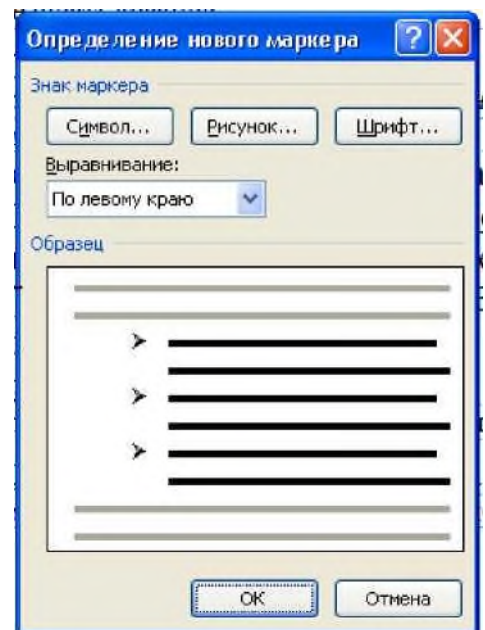 Определение нового маркера
Знак маркера
Символ... Рисунок... Шрифт...
Выравнивание:
По левому краю
Образец
ОК Отмена